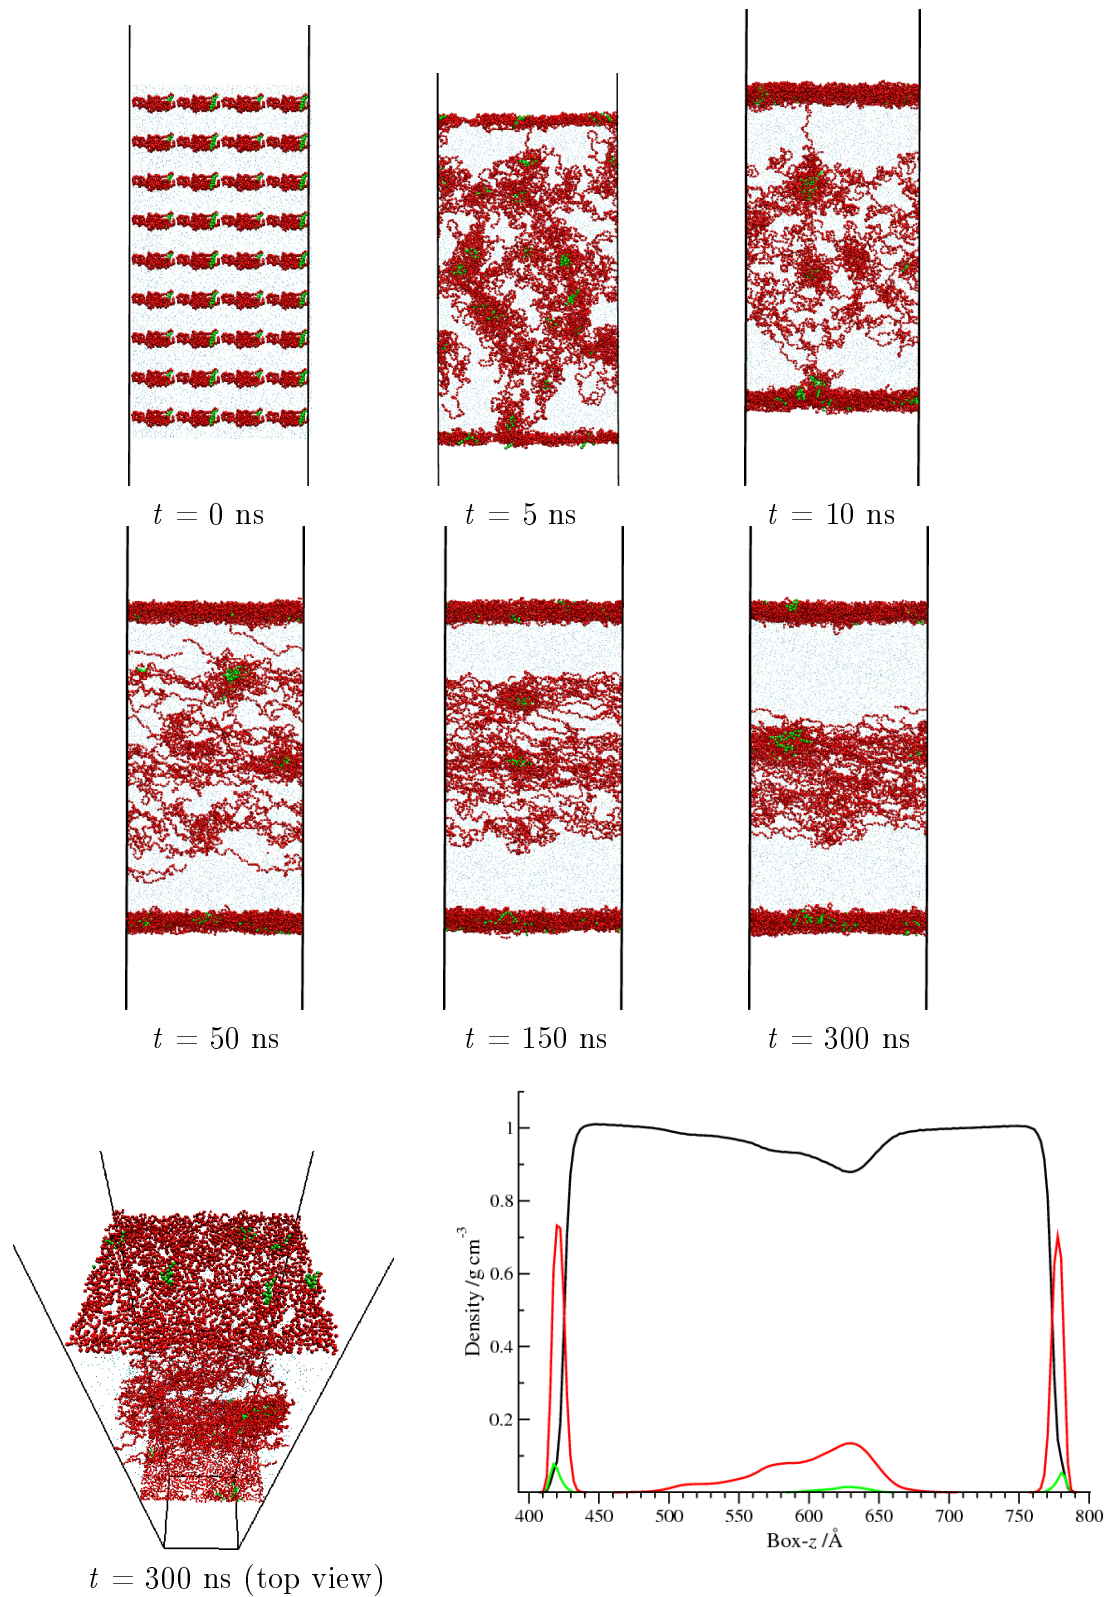 t = 0 ns
t = 5 ns
t = 10 ns
t = 50 ns
t = 150 ns
t = 300 ns
t = 300 ns (top view)
Density /g cm⁻³
1
0.8
0.6
0.4
0.2
400 450 500 550 600 650 700 750 800
Box-z /Å